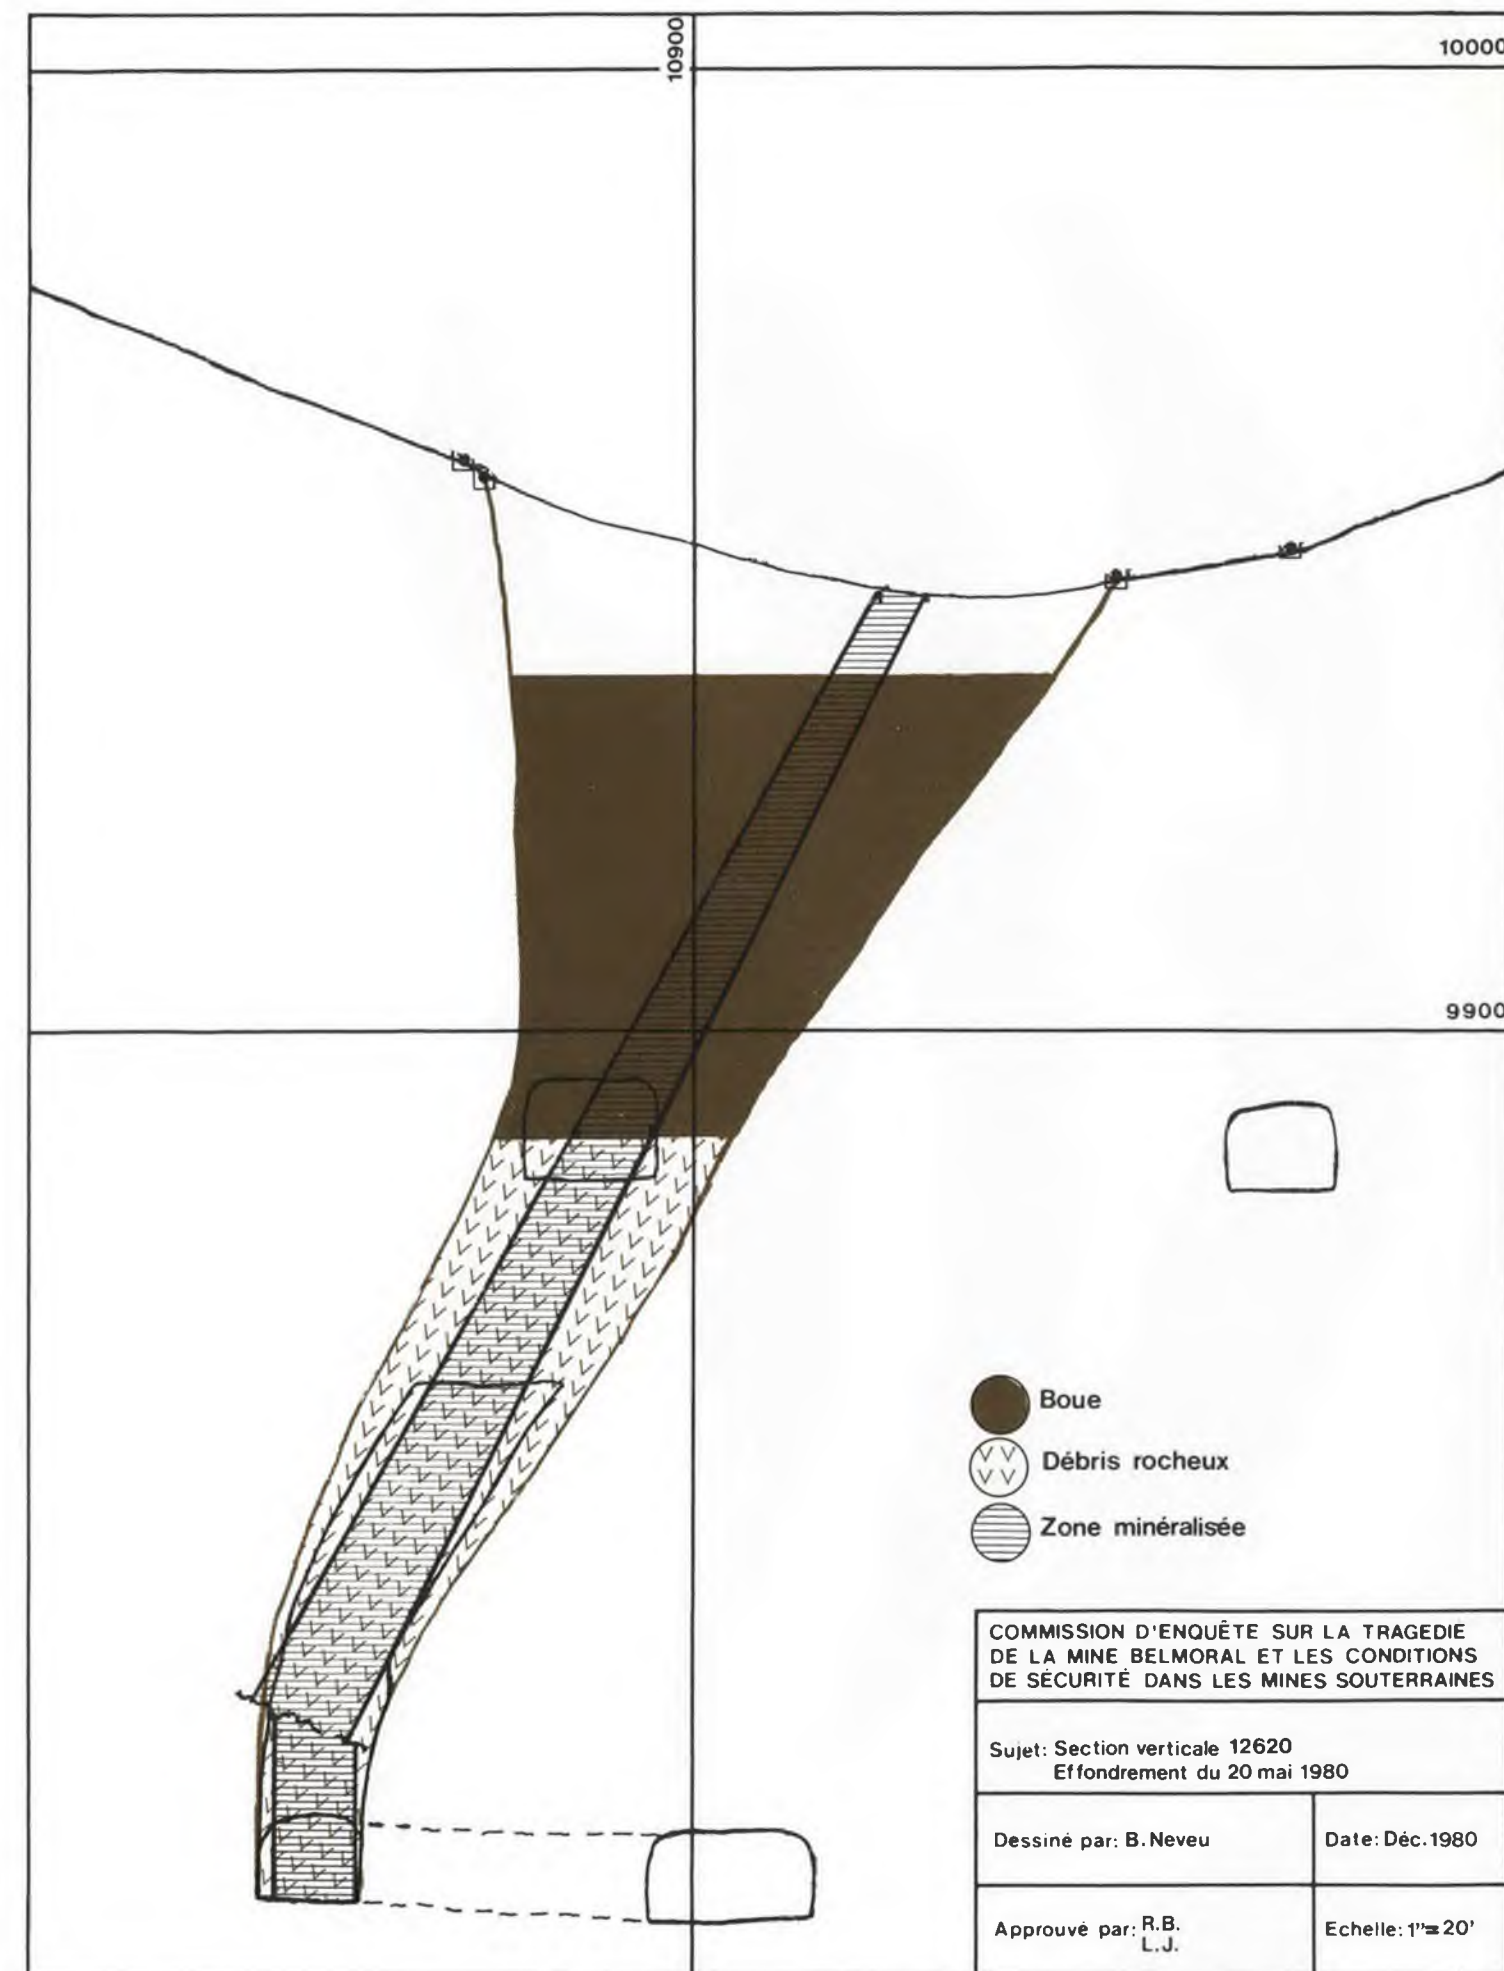 10900
10000
9900
Boue
Débris rocheux
Zone minéralisée
COMMISSION D'ENQUÊTE SUR LA TRAGEDIE
DE LA MINE BELMORAL ET LES CONDITIONS
DE SÉCURITÉ DANS LES MINES SOUTERRAINES
Sujet: Section verticale 12620
Effondrement du 20 mai 1980
Dessiné par: B. Neveu
Date: Déc. 1980
Approuvé par: R.B.
L.J.
Echelle: 1"=20'